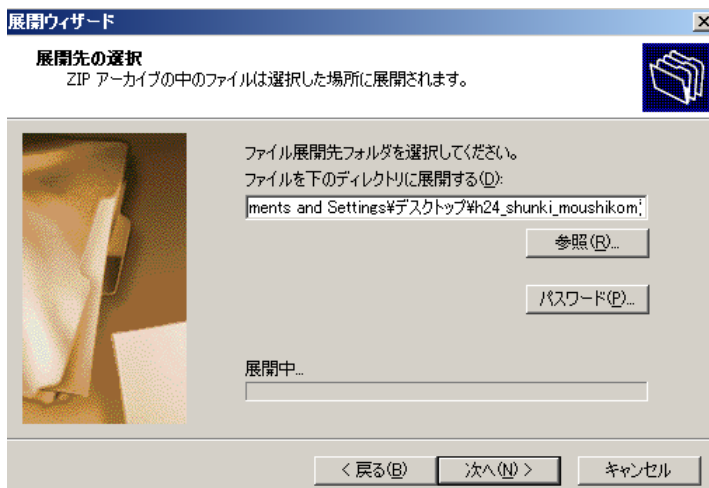 展開ウィザード
展開先の選択
ZIP アーカイブの中のファイルは選択した場所に展開されます。
ファイル展開先フォルダを選択してください。
ファイルを下のディレクトリに展開する(D):
ments and Settings¥デスクトップ¥h24_shunki_moushikom
参照(R)...
パスワード(P)...
展開中...
< 戻る(B)
次へ(N) >
キャンセル